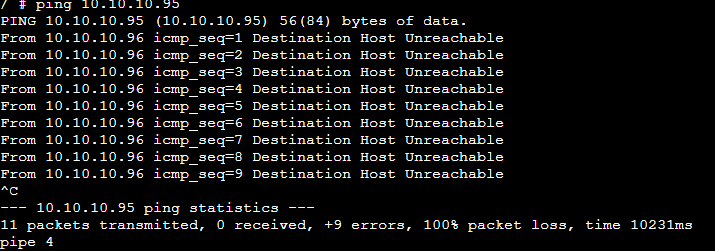 / # ping 10.10.10.95
PING 10.10.10.95 (10.10.10.95) 56(84) bytes of data.
From 10.10.10.96 icmp_seq=1 Destination Host Unreachable
From 10.10.10.96 icmp_seq=2 Destination Host Unreachable
From 10.10.10.96 icmp_seq=3 Destination Host Unreachable
From 10.10.10.96 icmp_seq=4 Destination Host Unreachable
From 10.10.10.96 icmp_seq=5 Destination Host Unreachable
From 10.10.10.96 icmp_seq=6 Destination Host Unreachable
From 10.10.10.96 icmp_seq=7 Destination Host Unreachable
From 10.10.10.96 icmp_seq=8 Destination Host Unreachable
From 10.10.10.96 icmp_seq=9 Destination Host Unreachable
^C
--- 10.10.10.95 ping statistics ---
11 packets transmitted, 0 received, +9 errors, 100% packet loss, time 10231ms
pipe 4